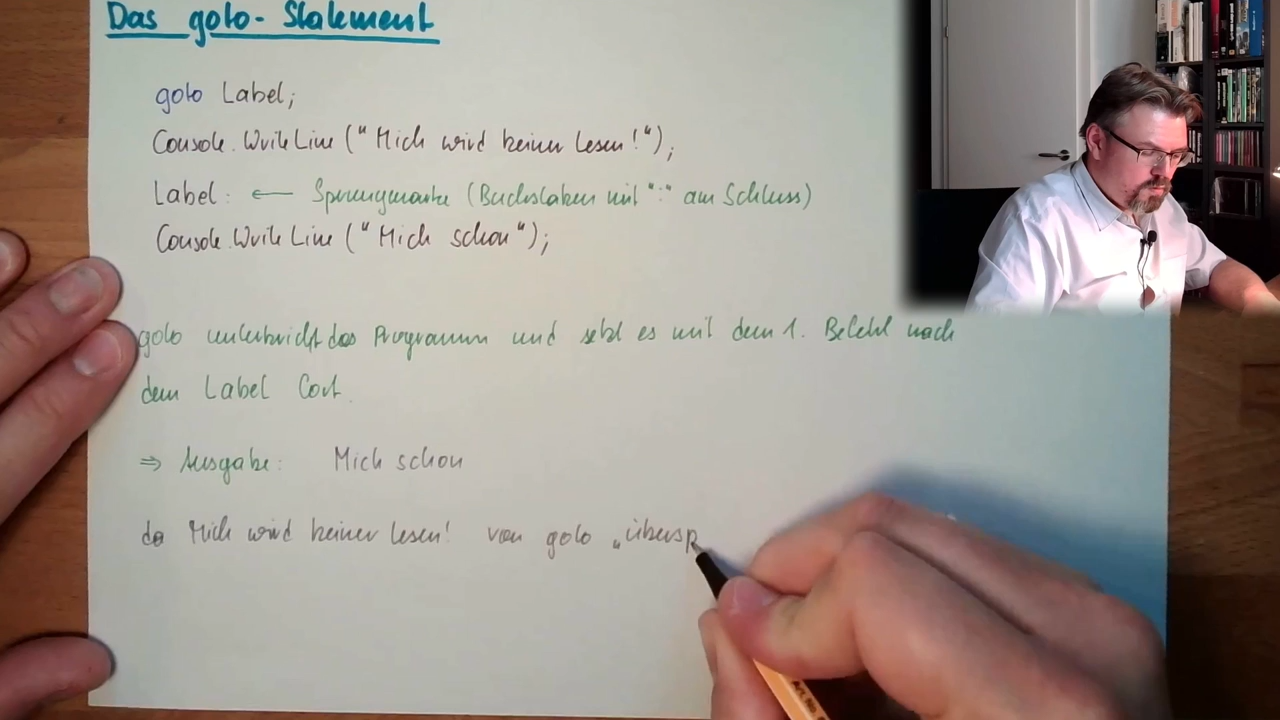 Das goto-Statement
goto Label;
Console.WriteLine("Mich wird keiner lesen!");
Label: ← Sprungmarke (Buchstaben mit ":" am Schluss)
Console.WriteLine("Mich schon");
goto unterbricht das Programm und setzt es mit dem 1. Befehl nach
dem Label fort.
⇒ Ausgabe: Mich schon
da Mich wird keiner lesen! von goto „übersp